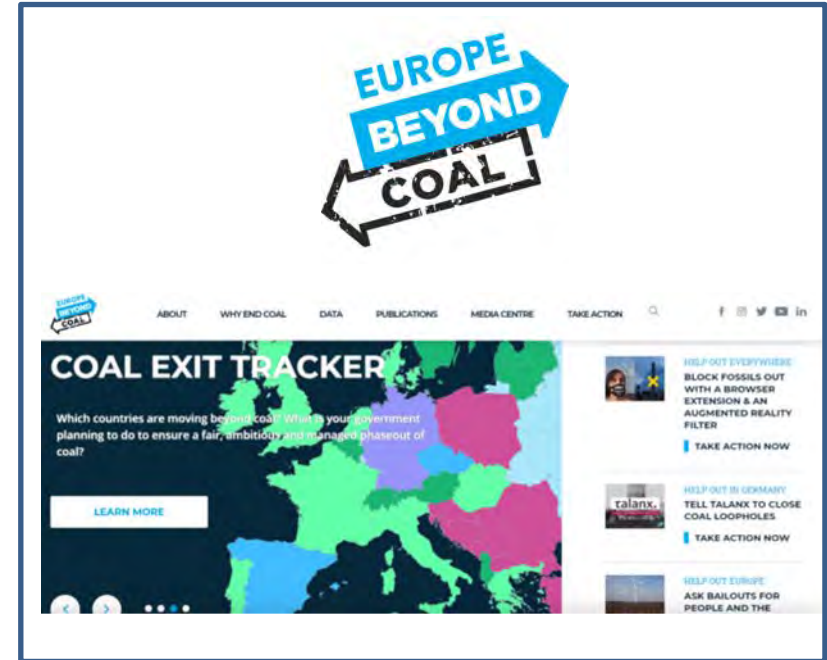 EUROPE
BEYOND
COAL
EUROPE
BEYOND
COAL
ABOUT WHY END COAL DATA PUBLICATIONS MEDIA CENTRE TAKE ACTION
COAL EXIT TRACKER
Which countries are moving beyond coal? What is your government
planning to do to ensure a fair, ambitious and managed phaseout of
coal?
LEARN MORE
HELP OUT EVERYWHERE
BLOCK FOSSILS OUT
WITH A BROWSER
EXTENSION & AN
AUGMENTED REALITY
FILTER
TAKE ACTION NOW
talanx.
HELP OUT IN GERMANY
TELL TALANX TO CLOSE
COAL LOOPHOLES
TAKE ACTION NOW
HELP OUT EUROPE
ASK BAILOUTS FOR
PEOPLE AND THE